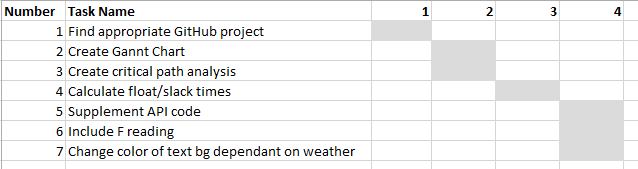 Number Task Name 1 2 3 4
1 Find appropriate GitHub project
2 Create Gannt Chart
3 Create critical path analysis
4 Calculate float/slack times
5 Supplement API code
6 Include F reading
7 Change color of text bg dependant on weather